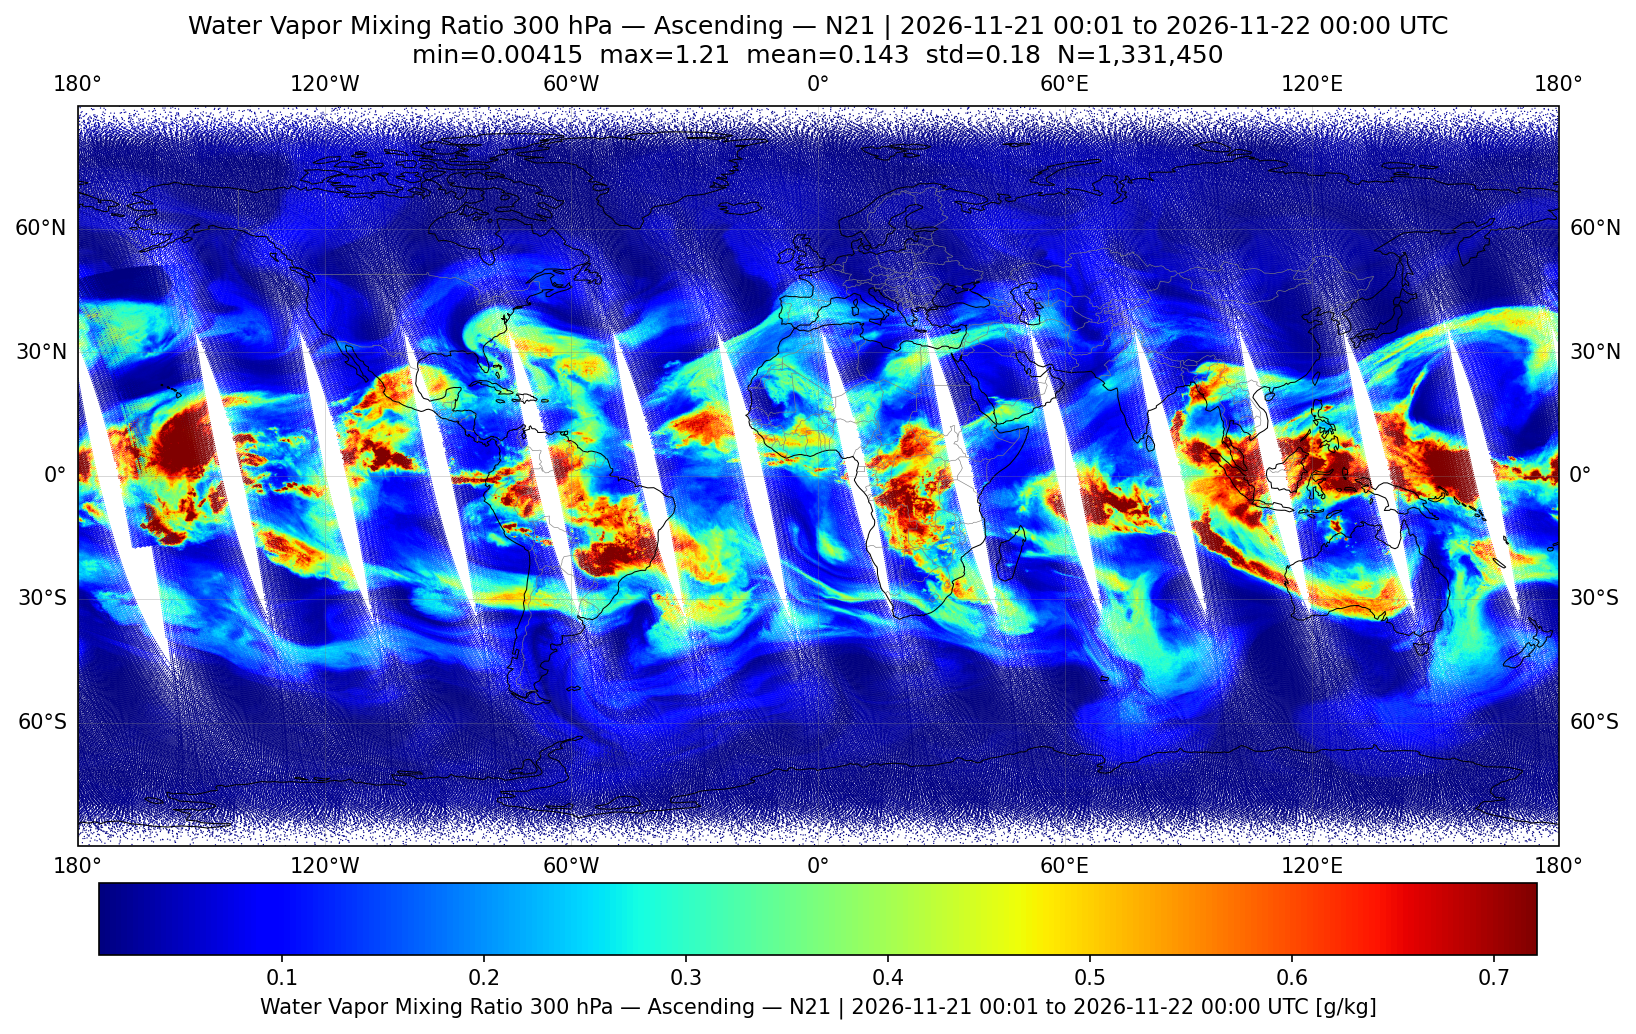 Water Vapor Mixing Ratio 300 hPa — Ascending — N21 | 2026-11-21 00:01 to 2026-11-22 00:00 UTC
min=0.00415 max=1.21 mean=0.143 std=0.18 N=1,331,450
180° 120°W 60°W 0° 60°E 120°E 180°
60°N 60°N
30°N 30°N
0° 0°
30°S 30°S
60°S 60°S
180° 120°W 60°W 0° 60°E 120°E 180°
0.1 0.2 0.3 0.4 0.5 0.6 0.7
Water Vapor Mixing Ratio 300 hPa — Ascending — N21 | 2026-11-21 00:01 to 2026-11-22 00:00 UTC [g/kg]